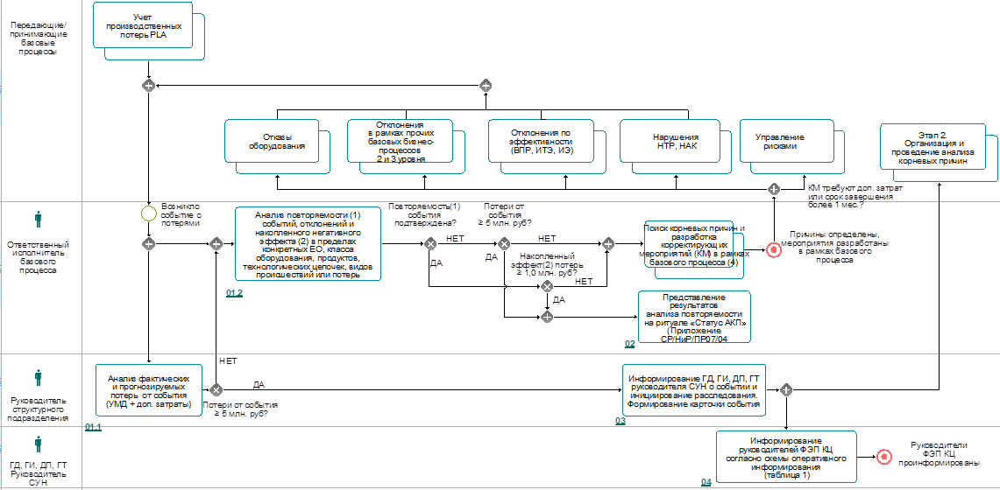 Передающие/
принимающие
базовые
процессы
Учет
производственных
потерь PLA
Отказы
оборудования
Отклонения
в рамках прочих
базовых бизнес-
процессов
2 и 3 уровня
Отклонения по
эффективности
(ВПР, ИТЭ, ИЭ)
Нарушения
НТР, НАК
Управление
рисками
Этап 2.
Организация и
проведение анализа
корневых причин
КМ требуют доп. затрат
или срок завершения
более 1 мес.?
Ответственный
исполнитель
базового
процесса
Возникло
событие с
потерями
Анализ повторяемости (1)
событий, отклонений и
накопленного негативного
эффекта (2) в пределах
конкретных ЕО, класса
оборудования, продуктов,
технологических цепочек, видов
происшествий или потерь
01.2
Повторяемость(1)
события
подтверждена?
НЕТ
ДА
Потери от
события
≥ 5 млн. руб?
НЕТ
ДА
Накопленный
эффект(2) потерь
≥ 1,0 млн. руб?
НЕТ
ДА
Поиск корневых причин и
разработка
корректирующих
мероприятий (КМ) в рамках
базового процесса (4)
Причины определены,
мероприятия разработаны
в рамках базового
процесса
Представление
результатов
анализа повторяемости
на ритуале «Статус АКП»
(Приложение
СР/НиР/ПР07/04
02
Руководитель
структурного
подразделения
Анализ фактических
и прогнозируемых
потерь от события
(УМД + доп. затраты)
01.1
НЕТ
ДА
Потери от события
≥ 5 млн. руб?
Информирование ГД, ГИ, ДП, ГТ
руководителя СУН о событии и
инициирование расследования.
Формирование карточки события
03
ГД, ГИ, ДП, ГТ
Руководитель
СУН
Информирование
руководителей ФЭП КЦ
согласно схемы оперативного
информирования
(таблица 1)
04
Руководители
ФЭП КЦ
проинформированы